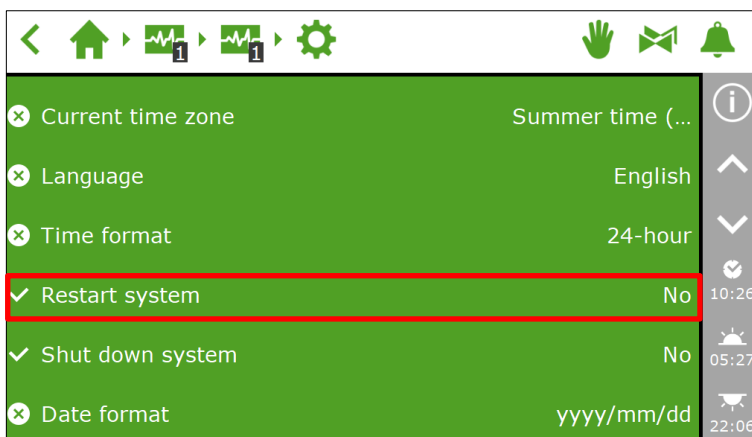 1
1
Current time zone Summer time (...
Language English
Time format 24-hour
Restart system No
10:26
Shut down system No
05:27
Date format yyyy/mm/dd
22:06